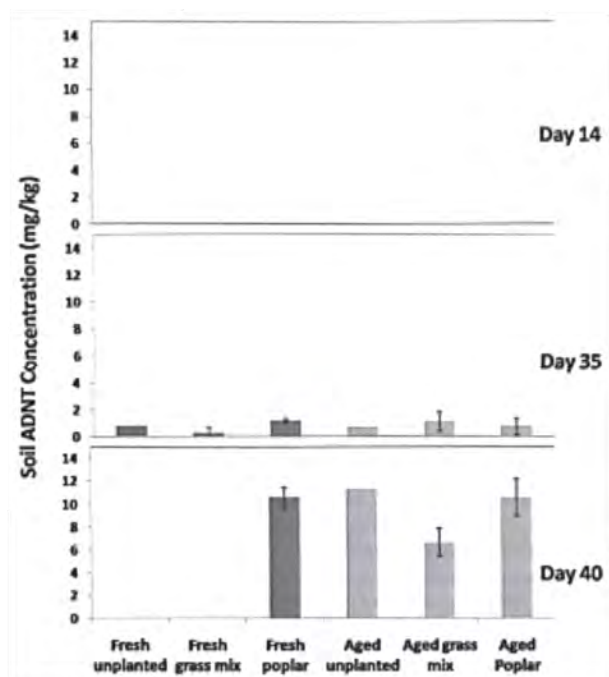 Soil ADNT Concentration (mg/kg)
14
12
10
8
6
4
2
0
Day 14
14
12
10
8
6
4
2
0
Day 35
14
12
10
8
6
4
2
0
Day 40
Fresh unplanted
Fresh grass mix
Fresh poplar
Aged unplanted
Aged grass mix
Aged Poplar